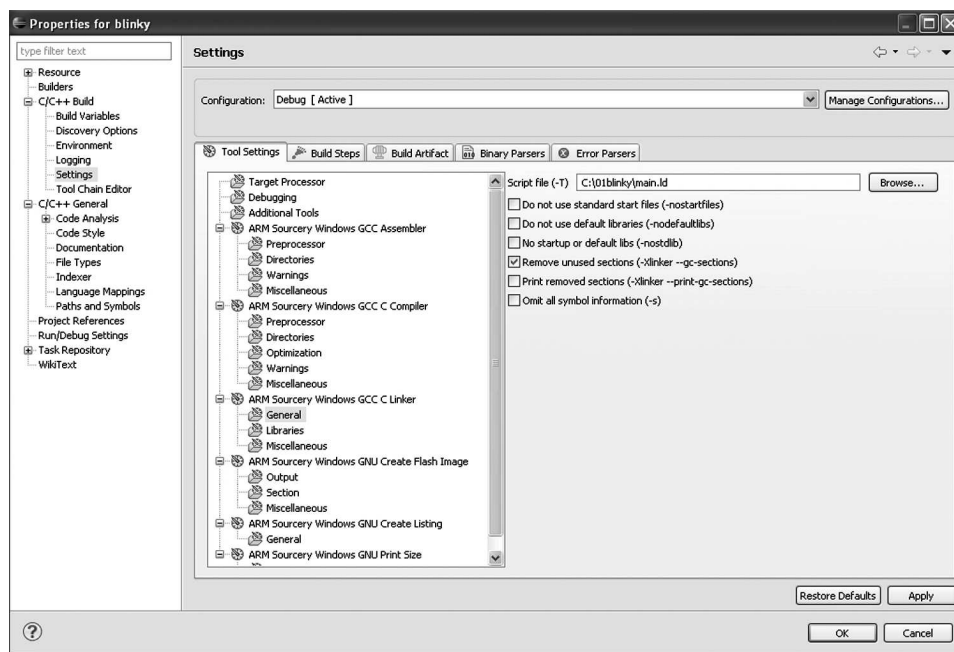 Properties for blinky
type filter text
Resource
Builders
C/C++ Build
Build Variables
Discovery Options
Environment
Logging
Settings
Tool Chain Editor
C/C++ General
Code Analysis
Code Style
Documentation
File Types
Indexer
Language Mappings
Paths and Symbols
Project References
Run/Debug Settings
Task Repository
WikiText
Settings
Configuration: Debug [ Active ] Manage Configurations...
Tool Settings Build Steps Build Artifact Binary Parsers Error Parsers
Target Processor
Debugging
Additional Tools
ARM Sourcery Windows GCC Assembler
Preprocessor
Directories
Warnings
Miscellaneous
ARM Sourcery Windows GCC C Compiler
Preprocessor
Directories
Optimization
Warnings
Miscellaneous
ARM Sourcery Windows GCC C Linker
General
Libraries
Miscellaneous
ARM Sourcery Windows GNU Create Flash Image
Output
Section
Miscellaneous
ARM Sourcery Windows GNU Create Listing
General
ARM Sourcery Windows GNU Print Size
Script file (-T) C:\01blinky\main.ld Browse...
Do not use standard start files (-nostartfiles)
Do not use default libraries (-nodefaultlibs)
No startup or default libs (-nostdlib)
Remove unused sections (-Xlinker --gc-sections)
Print removed sections (-Xlinker --print-gc-sections)
Omit all symbol information (-s)
Restore Defaults Apply
? OK Cancel